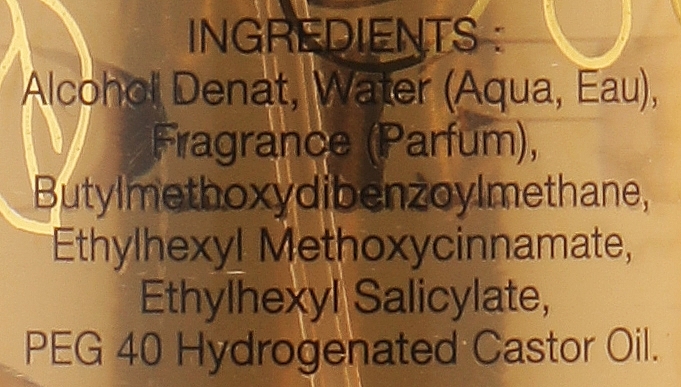 INGREDIENTS :
Alcohol Denat, Water (Aqua, Eau),
Fragrance (Parfum),
Butylmethoxydibenzoylmethane,
Ethylhexyl Methoxycinnamate,
Ethylhexyl Salicylate,
PEG 40 Hydrogenated Castor Oil.